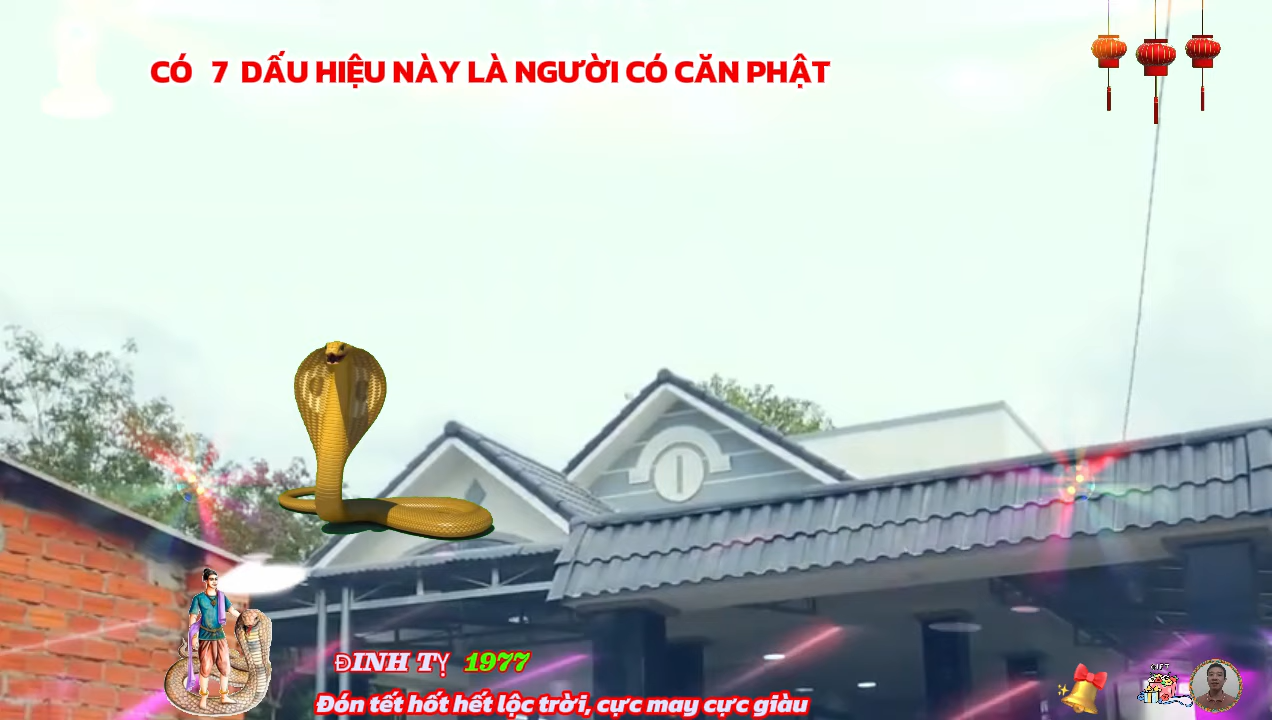 CÓ 7 DẤU HIỆU NÀY LÀ NGƯỜI CÓ CĂN PHẬT
ĐINH TỴ 1977
GIFT
Đón tết hốt hết lộc trời, cực may cực giàu